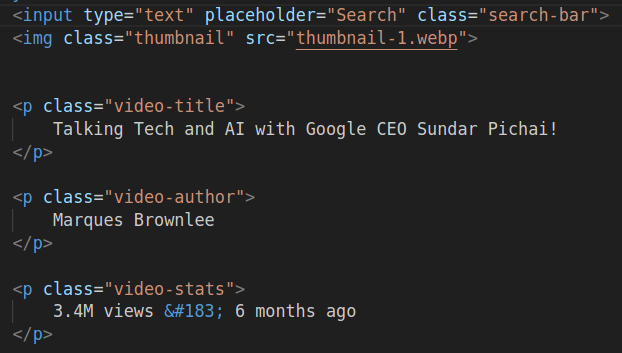 <input type="text" placeholder="Search" class="search-bar">
<img class="thumbnail" src="thumbnail-1.webp">
<p class="video-title">
Talking Tech and AI with Google CEO Sundar Pichai!
</p>
<p class="video-author">
Marques Brownlee
</p>
<p class="video-stats">
3.4M views &#183; 6 months ago
</p>